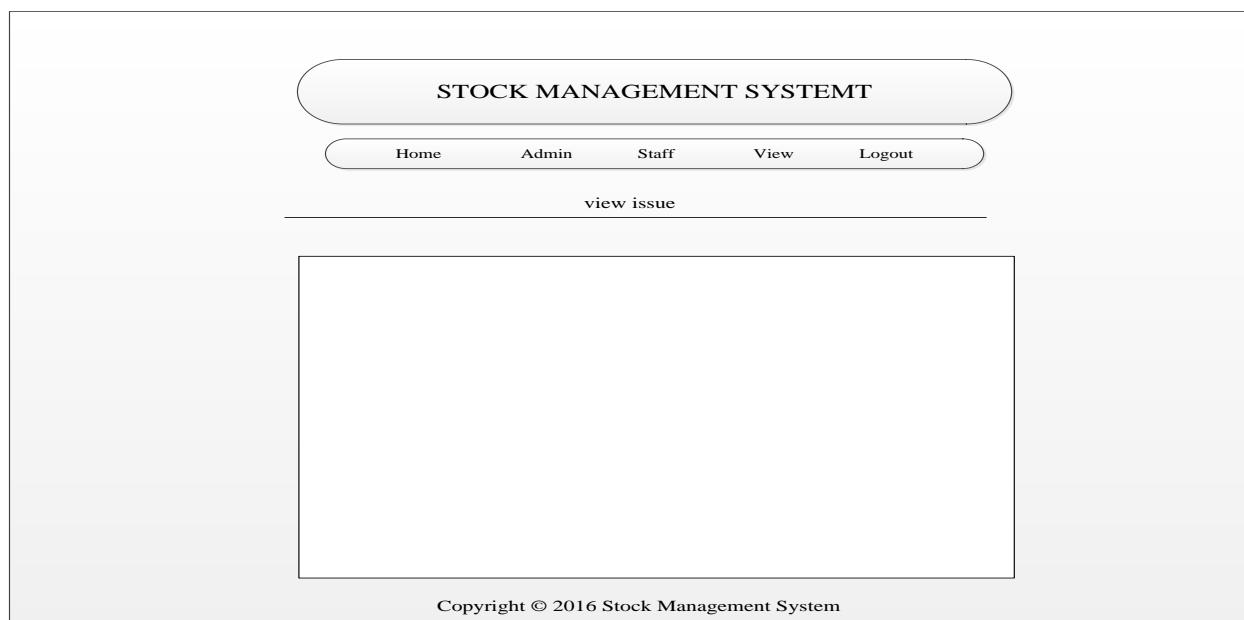 STOCK MANAGEMENT SYSTEMT
Home Admin Staff View Logout
view issue
Copyright © 2016 Stock Management System